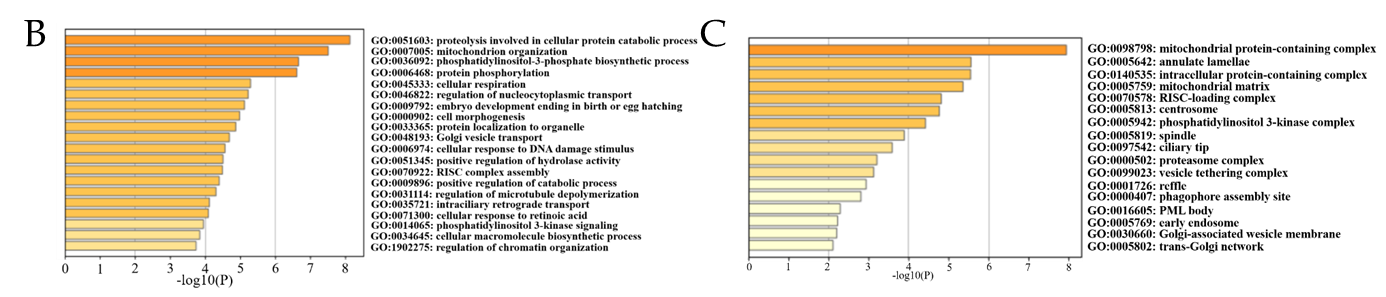 B
GO:0051603: proteolysis involved in cellular protein catabolic process
GO:0007005: mitochondrion organization
GO:0036092: phosphatidylinositol-3-phosphate biosynthetic process
GO:0006468: protein phosphorylation
GO:0045333: cellular respiration
GO:0046822: regulation of nucleocytoplasmic transport
GO:0009792: embryo development ending in birth or egg hatching
GO:0000902: cell morphogenesis
GO:0033365: protein localization to organelle
GO:0048193: Golgi vesicle transport
GO:0006974: cellular response to DNA damage stimulus
GO:0051345: positive regulation of hydrolase activity
GO:0070922: RISC complex assembly
GO:0009896: positive regulation of catabolic process
GO:0031114: regulation of microtubule depolymerization
GO:0035721: intraciliary retrograde transport
GO:0071300: cellular response to retinoic acid
GO:0014065: phosphatidylinositol 3-kinase signaling
GO:0034645: cellular macromolecule biosynthetic process
GO:1902275: regulation of chromatin organization
0 1 2 3 4 5 6 7 8
-log10(P)
C
GO:0098798: mitochondrial protein-containing complex
GO:0005642: annulate lamellae
GO:0140535: intracellular protein-containing complex
GO:0005759: mitochondrial matrix
GO:0070578: RISC-loading complex
GO:0005813: centrosome
GO:0005942: phosphatidylinositol 3-kinase complex
GO:0005819: spindle
GO:0097542: ciliary tip
GO:0000502: proteasome complex
GO:0099023: vesicle tethering complex
GO:0001726: reffle
GO:0000407: phagophore assembly site
GO:0016605: PML body
GO:0005769: early endosome
GO:0030660: Golgi-associated wesicle membrane
GO:0005802: trans-Golgi network
0 1 2 3 4 5 6 7 8
-log10(P)